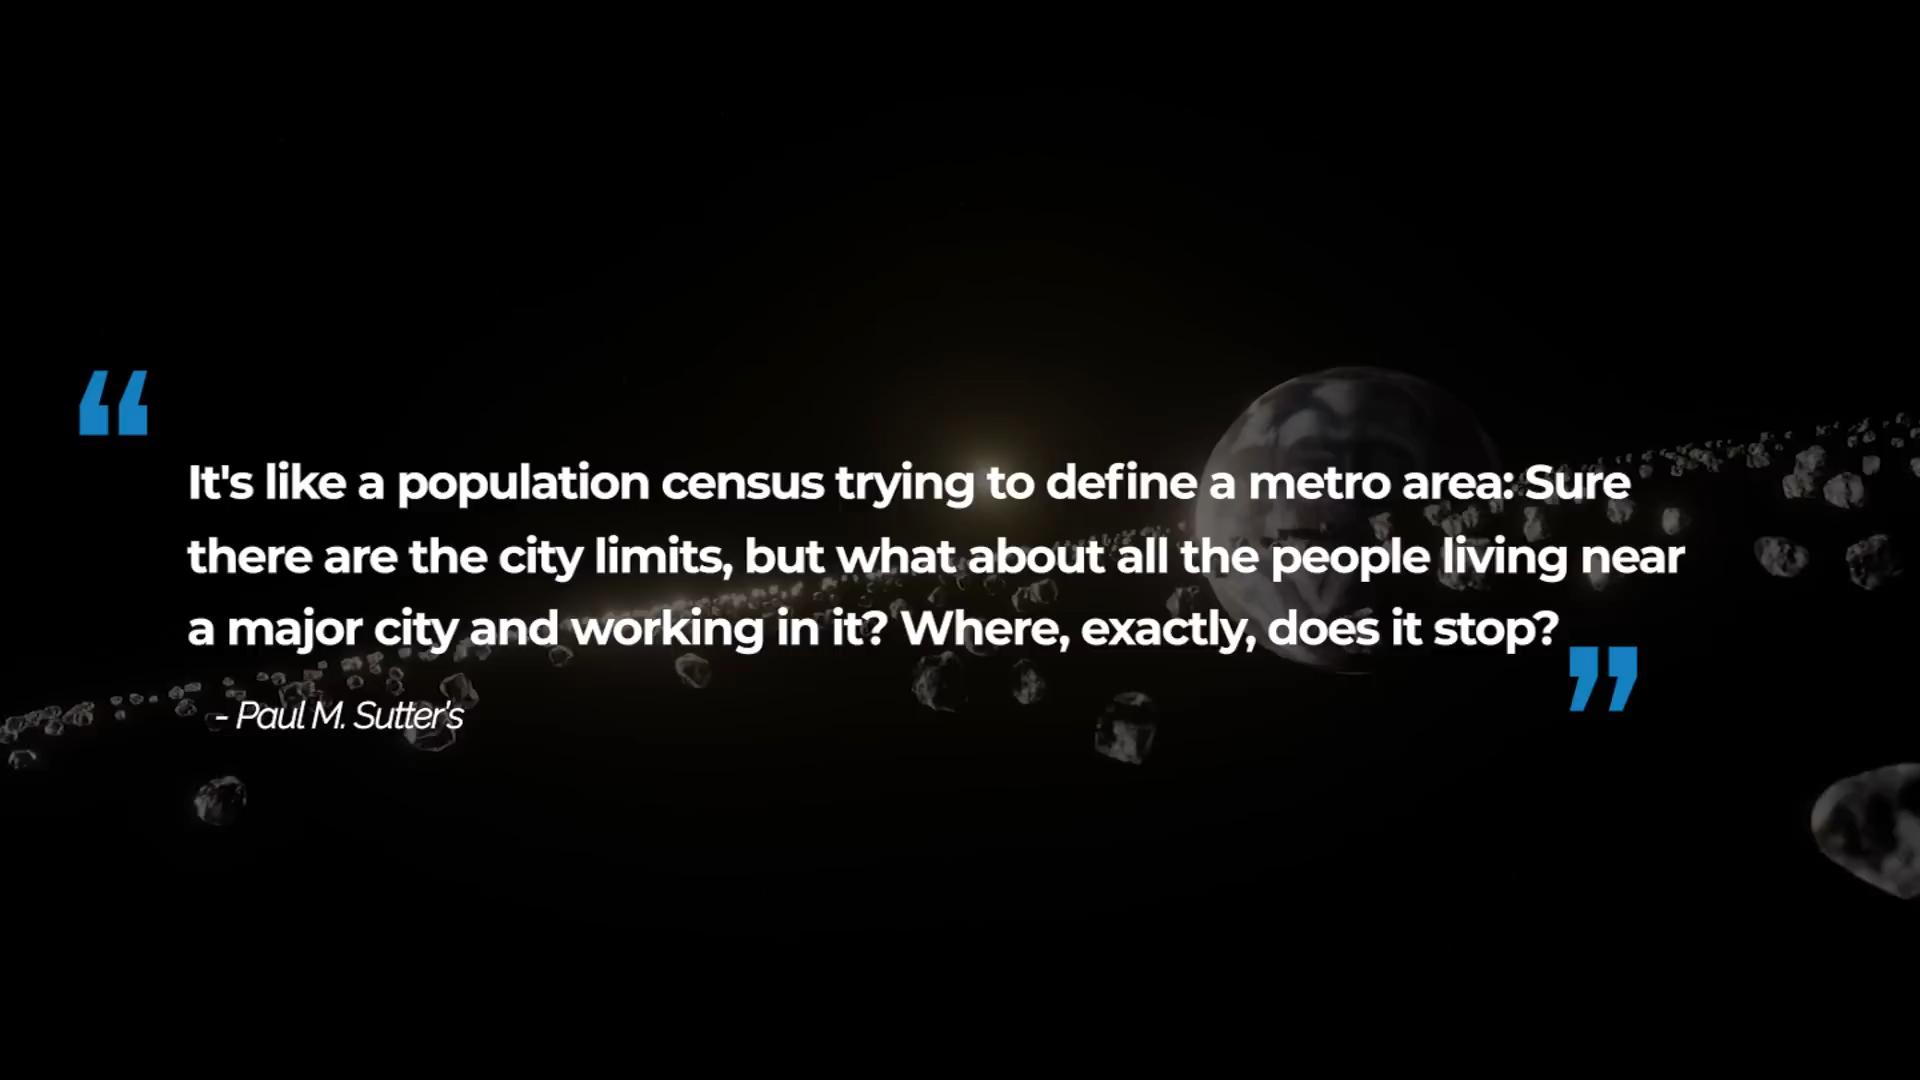 “
It's like a population census trying to define a metro area: Sure
there are the city limits, but what about all the people living near
a major city and working in it? Where, exactly, does it stop?
”
- Paul M. Sutter's